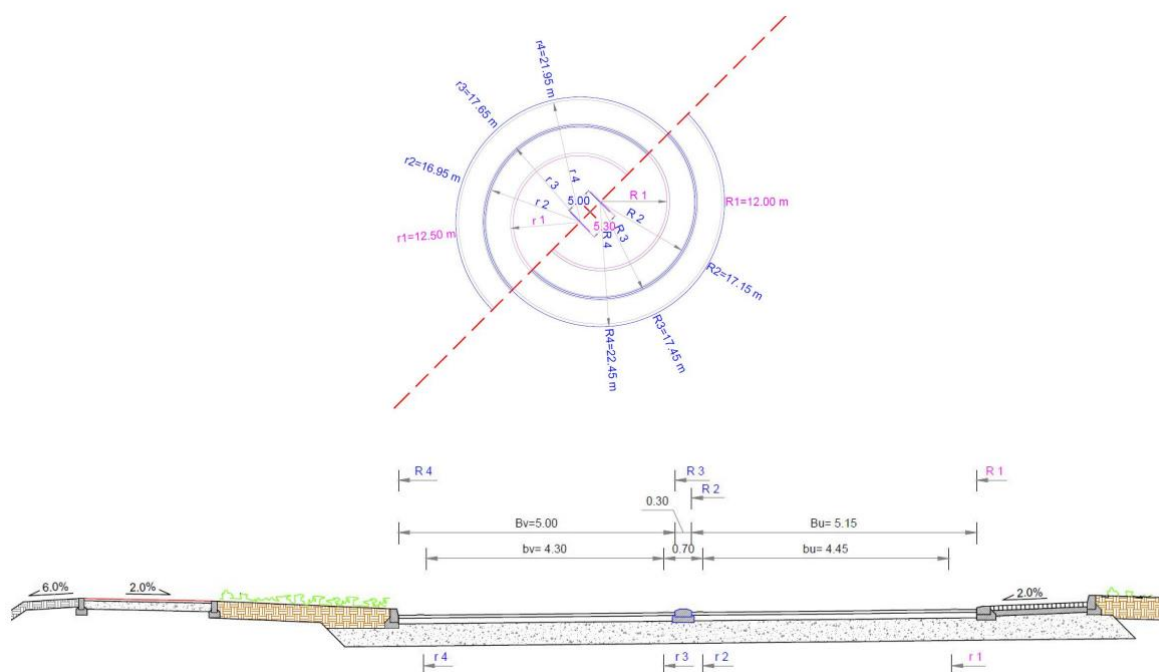 r4=21.95 m
r3=17.65 m
r2=16.95 m
r1=12.50 m
r 4
r 3
r 2
r 1
5.00
5.30
R 1
R 2
R 3
R 4
R1=12.00 m
R2=17.15 m
R3=17.45 m
R4=22.45 m
R 4
R 3
R 1
R 2
0.30
Bv=5.00
Bu= 5.15
bv= 4.30
0.70
bu= 4.45
6.0%
2.0%
2.0%
r 4
r 3
r 2
r 1